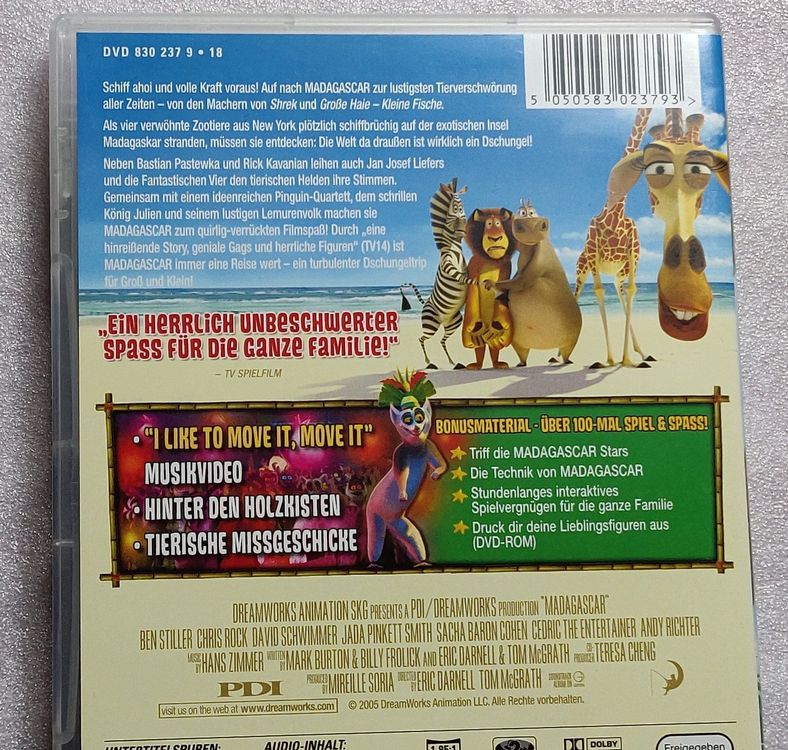 DVD 830 237 9 • 18
5 050583 023793 >
Schiff ahoi und volle Kraft voraus! Auf nach MADAGASCAR zur lustigsten Tierverschwörung
aller Zeiten – von den Machern von Shrek und Große Haie – Kleine Fische.
Als vier verwöhnte Zootiere aus New York plötzlich schiffbrüchig auf der exotischen Insel
Madagaskar stranden, müssen sie entdecken: Die Welt da draußen ist wirklich ein Dschungel!
Neben Bastian Pastewka und Rick Kavanian leihen auch Jan Josef Liefers
und die Fantastischen Vier den tierischen Helden ihre Stimmen.
Gemeinsam mit einem ideenreichen Pinguin-Quartett, dem schrillen
König Julien und seinem lustigen Lemurenvolk machen sie
MADAGASCAR zum quirlig-verrückten Filmspaß! Durch „eine
hinreißende Story, geniale Gags und herrliche Figuren“ (TV14) ist
MADAGASCAR immer eine Reise wert – ein turbulenter Dschungeltrip
für Groß und Klein!
„EIN HERRLICH UNBESCHWERTER
SPASS FÜR DIE GANZE FAMILIE!“
– TV SPIELFILM
• “I LIKE TO MOVE IT, MOVE IT”
MUSIKVIDEO
• HINTER DEN HOLZKISTEN
• TIERISCHE MISSGESCHICKE
BONUSMATERIAL - ÜBER 100-MAL SPIEL & SPASS!
Triff die MADAGASCAR Stars
Die Technik von MADAGASCAR
Stundenlanges interaktives
Spielvergnügen für die ganze Familie
Druck dir deine Lieblingsfiguren aus
(DVD-ROM)
DREAMWORKS ANIMATION SKG PRESENTS A PDI/DREAMWORKS PRODUCTION "MADAGASCAR"
BEN STILLER CHRIS ROCK DAVID SCHWIMMER JADA PINKETT SMITH SACHA BARON COHEN CEDRIC THE ENTERTAINER ANDY RICHTER
MUSIC BY HANS ZIMMER WRITTEN BY MARK BURTON & BILLY FROLICK AND ERIC DARNELL & TOM McGRATH CO-PRODUCER TERESA CHENG
PRODUCED BY MIREILLE SORIA DIRECTED BY ERIC DARNELL TOM McGRATH SOUNDTRACK ALBUM ON
PDI
visit us on the web at www.dreamworks.com
© 2005 DreamWorks Animation LLC. Alle Rechte vorbehalten.
UNTERTITELSPUREN:
AUDIO-INHALT:
1.85:1
2
DOLBY
Freigegeben